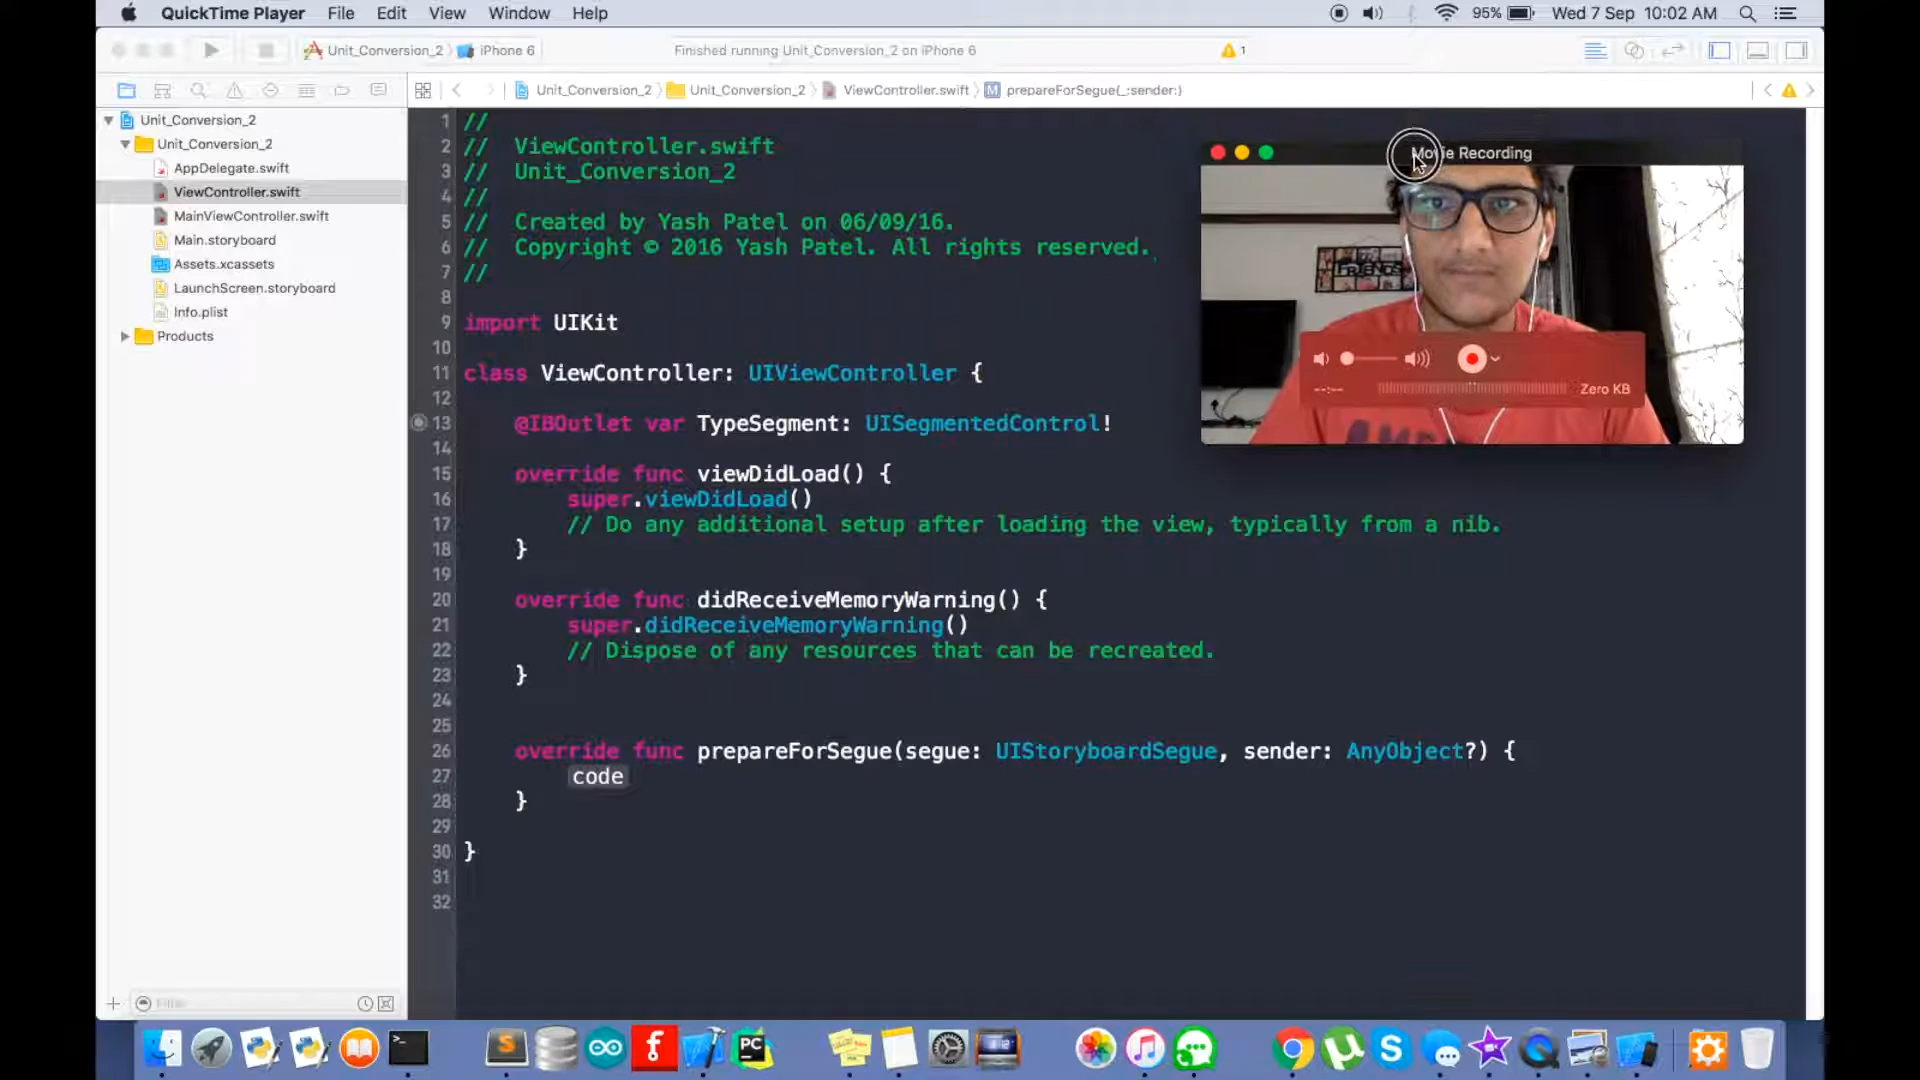 QuickTime Player File Edit View Window Help 95% Wed 7 Sep 10:02 AM
Unit_Conversion_2 iPhone 6 Finished running Unit_Conversion_2 on iPhone 6 1
Unit_Conversion_2 Unit_Conversion_2 ViewController.swift M prepareForSegue(_:sender:)
Unit_Conversion_2
Unit_Conversion_2
AppDelegate.swift
ViewController.swift
MainViewController.swift
Main.storyboard
Assets.xcassets
LaunchScreen.storyboard
Info.plist
Products
Filter
1 //
2 // ViewController.swift
3 // Unit_Conversion_2
4 //
5 // Created by Yash Patel on 06/09/16.
6 // Copyright © 2016 Yash Patel. All rights reserved.
7 //
8
9 import UIKit
10
11 class ViewController: UIViewController {
12
13 @IBOutlet var TypeSegment: UISegmentedControl!
14
15 override func viewDidLoad() {
16 super.viewDidLoad()
17 // Do any additional setup after loading the view, typically from a nib.
18 }
19
20 override func didReceiveMemoryWarning() {
21 super.didReceiveMemoryWarning()
22 // Dispose of any resources that can be recreated.
23 }
24
25
26 override func prepareForSegue(segue: UIStoryboardSegue, sender: AnyObject?) {
27 code
28 }
29
30 }
31
32
Movie Recording
FRIENDS
--:-- Zero KB
>_ S f PC µ S